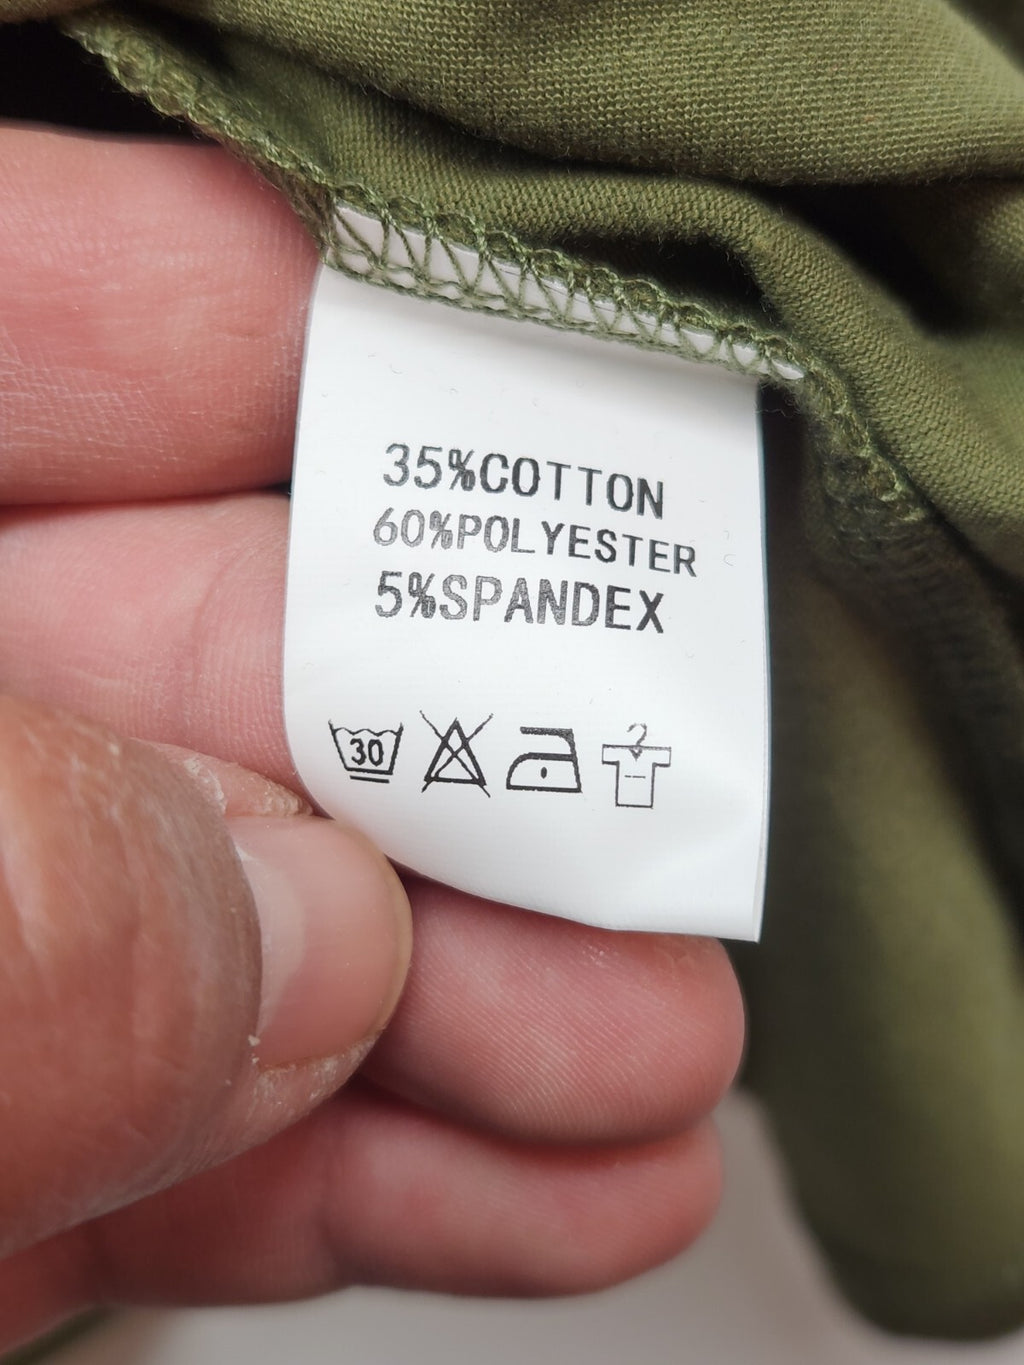 35%COTTON
60%POLYESTER
5%SPANDEX
30